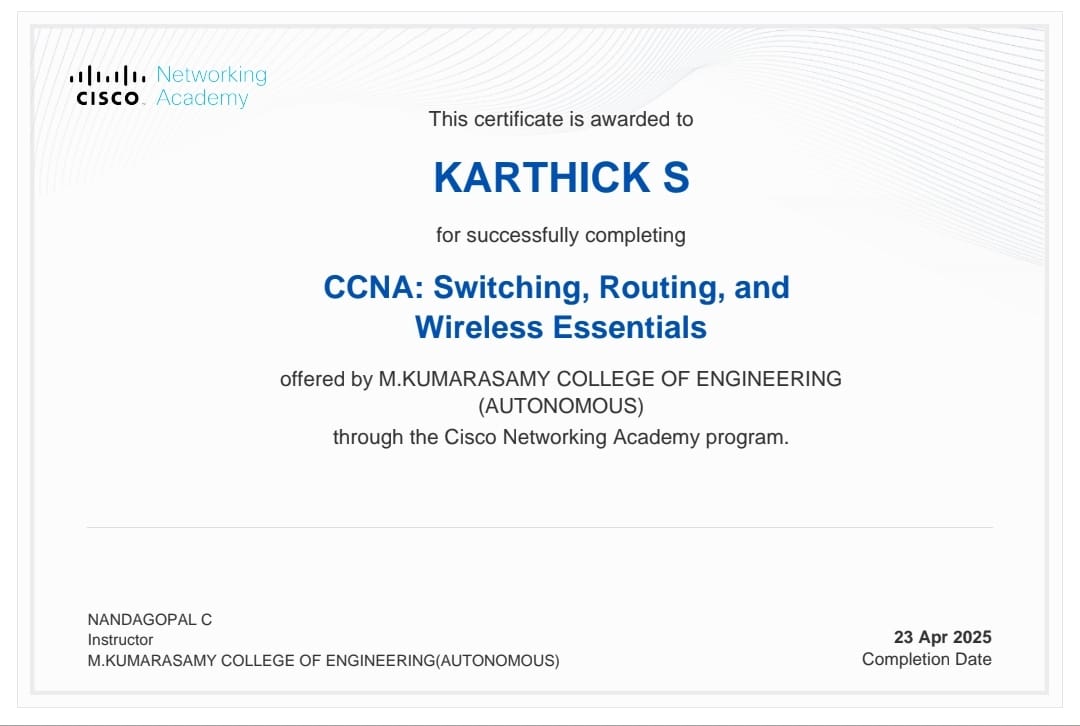 Networking
CISCO Academy
This certificate is awarded to
KARTHICK S
for successfully completing
CCNA: Switching, Routing, and
Wireless Essentials
offered by M.KUMARASAMY COLLEGE OF ENGINEERING
(AUTONOMOUS)
through the Cisco Networking Academy program.
NANDAGOPAL C
Instructor
M.KUMARASAMY COLLEGE OF ENGINEERING(AUTONOMOUS)
23 Apr 2025
Completion Date